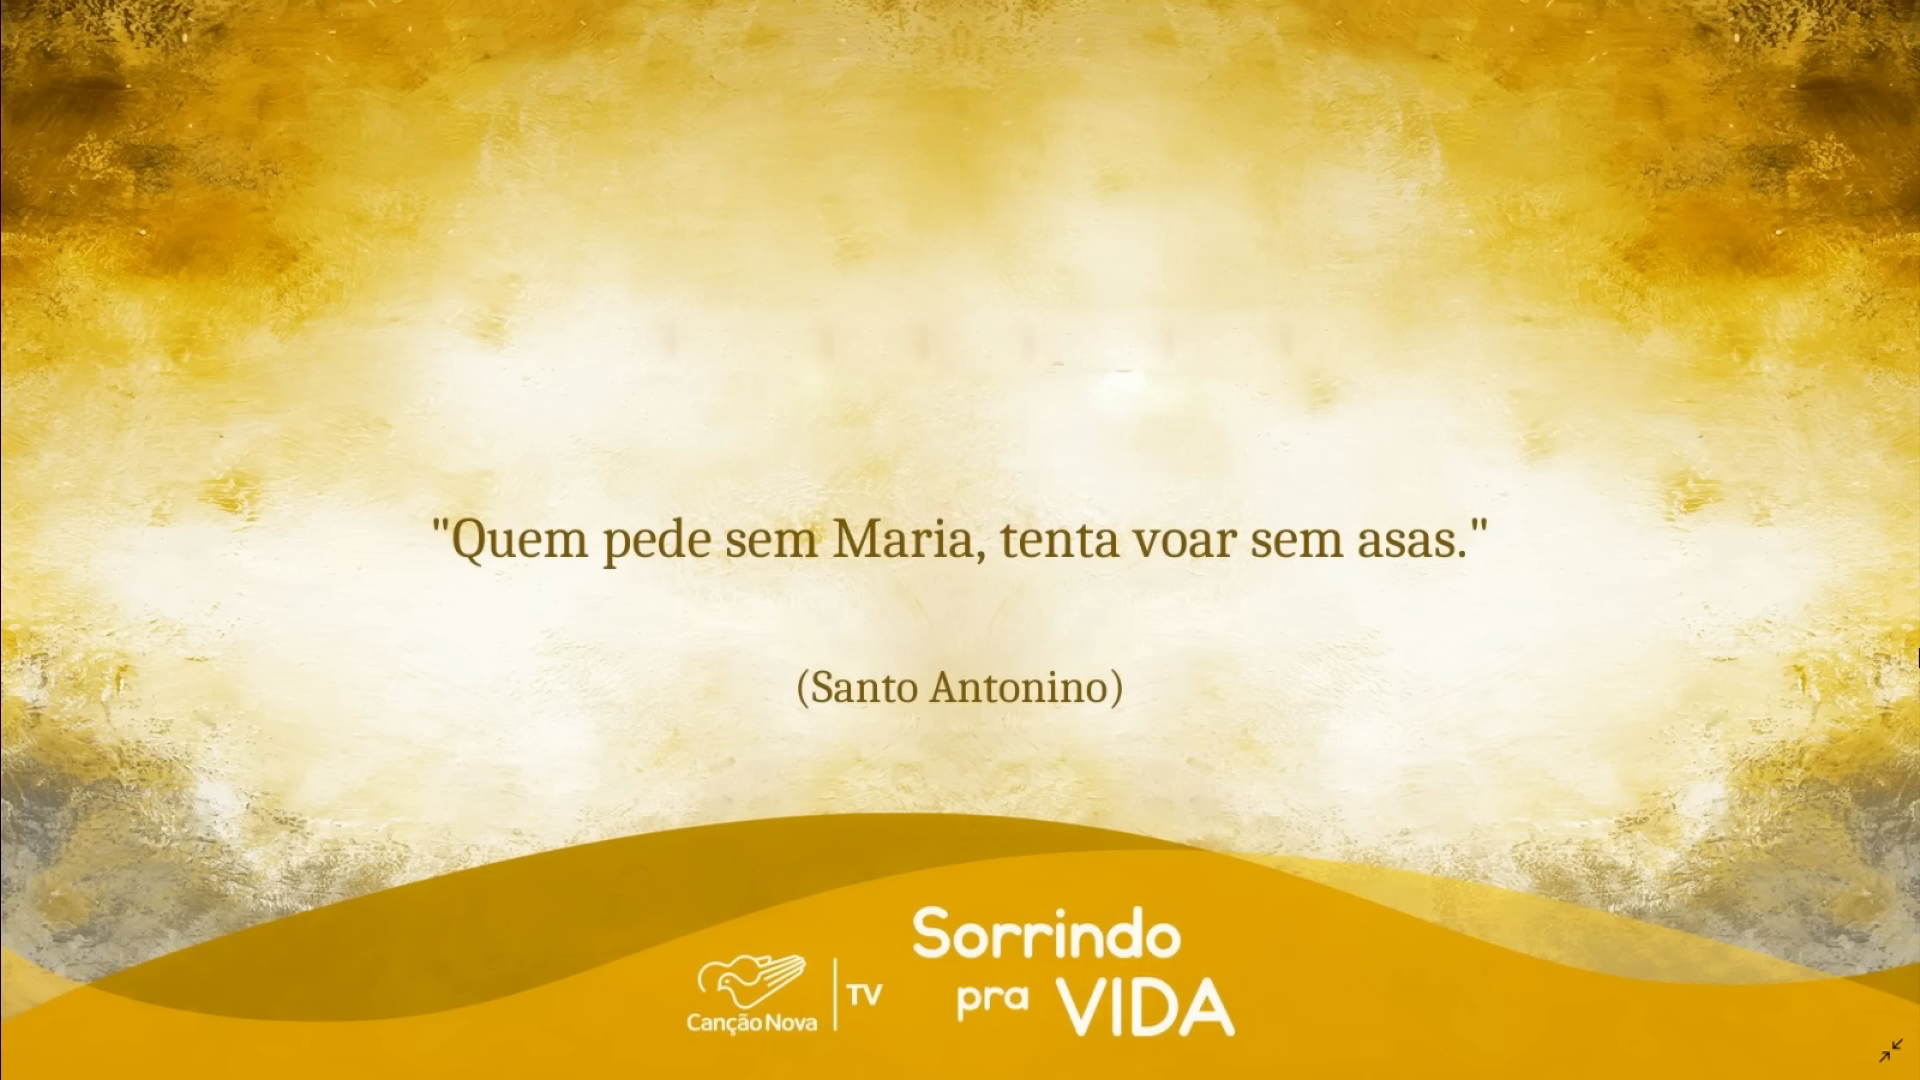 "Quem pede sem Maria, tenta voar sem asas."
(Santo Antonino)
Sorrindo
pra VIDA
Canção Nova
TV